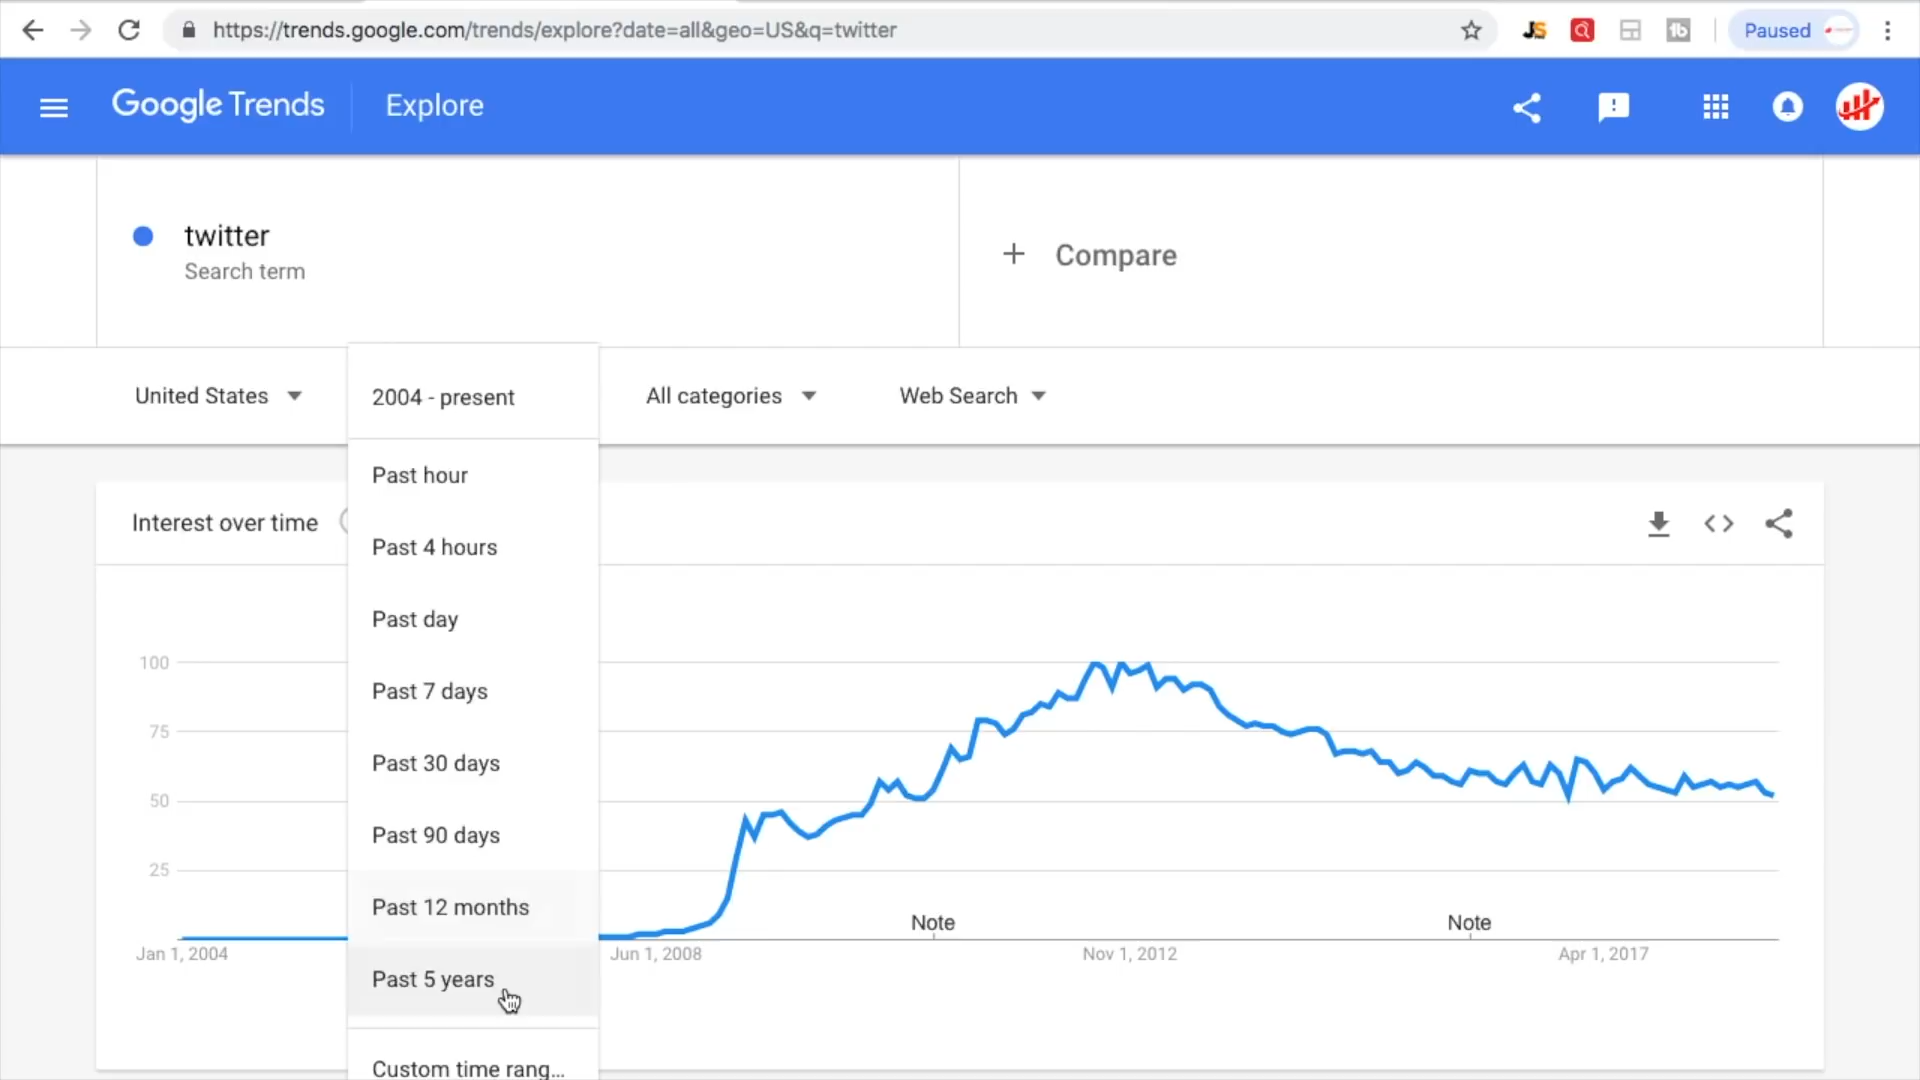 https://trends.google.com/trends/explore?date=all&geo=US&q=twitter
JS
Paused
Google Trends
Explore
twitter
Search term
+ Compare
United States
2004 - present
All categories
Web Search
Past hour
Interest over time
Past 4 hours
Past day
100
Past 7 days
75
Past 30 days
50
Past 90 days
25
Past 12 months
Note
Note
Jan 1, 2004
Jun 1, 2008
Nov 1, 2012
Apr 1, 2017
Past 5 years
Custom time rang...